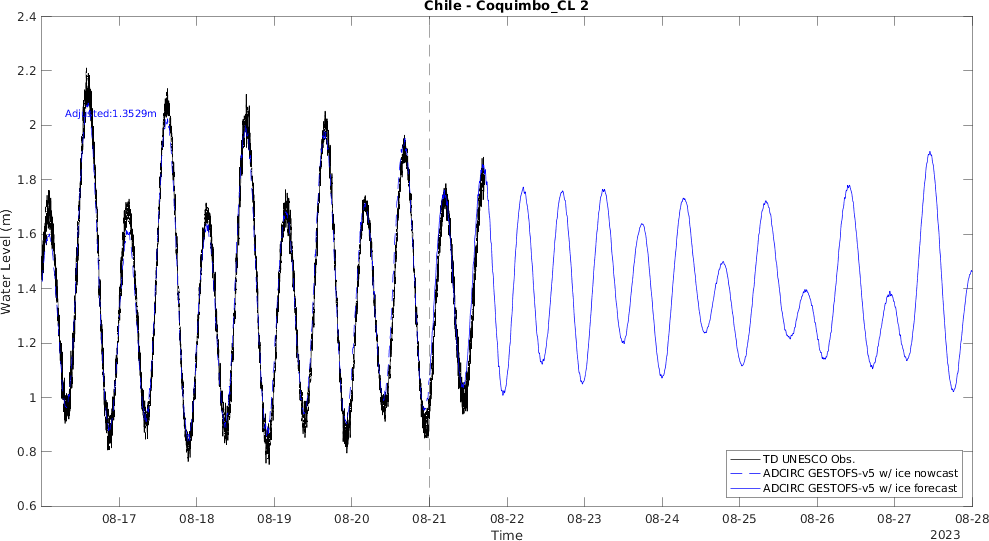 Chile - Coquimbo_CL 2
2.4
2.2
2
1.8
1.6
1.4
1.2
1
0.8
0.6
Water Level (m)
Adjusted:1.3529m
TD UNESCO Obs.
ADCIRC GESTOFS-v5 w/ ice nowcast
ADCIRC GESTOFS-v5 w/ ice forecast
08-17 08-18 08-19 08-20 08-21 08-22 08-23 08-24 08-25 08-26 08-27 08-28
Time
2023